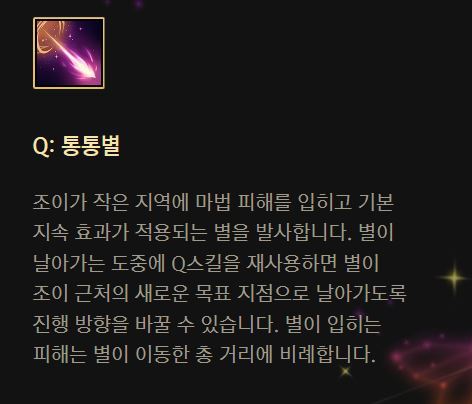 Q: 통통별
조이가 작은 지역에 마법 피해를 입히고 기본
지속 효과가 적용되는 별을 발사합니다. 별이
날아가는 도중에 Q스킬을 재사용하면 별이
조이 근처의 새로운 목표 지점으로 날아가도록
진행 방향을 바꿀 수 있습니다. 별이 입히는
피해는 별이 이동한 총 거리에 비례합니다.